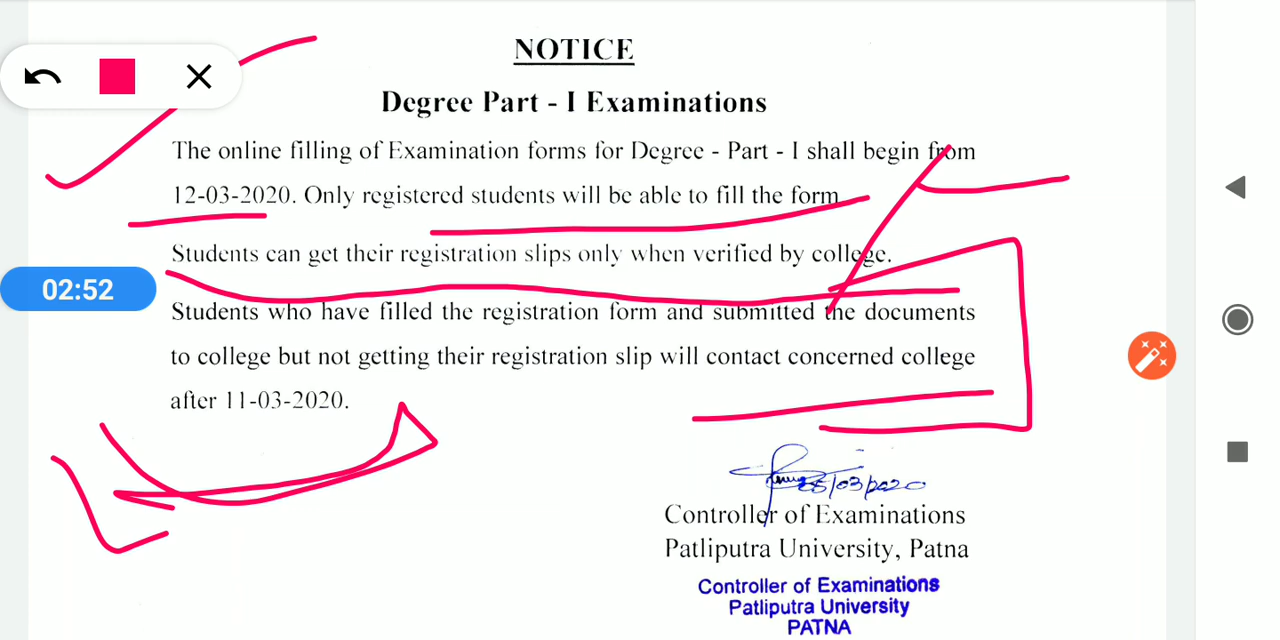 NOTICE
Degree Part - I Examinations
The online filling of Examination forms for Degree - Part - I shall begin from
12-03-2020. Only registered students will be able to fill the form
Students can get their registration slips only when verified by college.
02:52
Students who have filled the registration form and submitted the documents
to college but not getting their registration slip will contact concerned college
after 11-03-2020.
/03/2020
Controller of Examinations
Patliputra University, Patna
Controller of Examinations
Patliputra University
PATNA